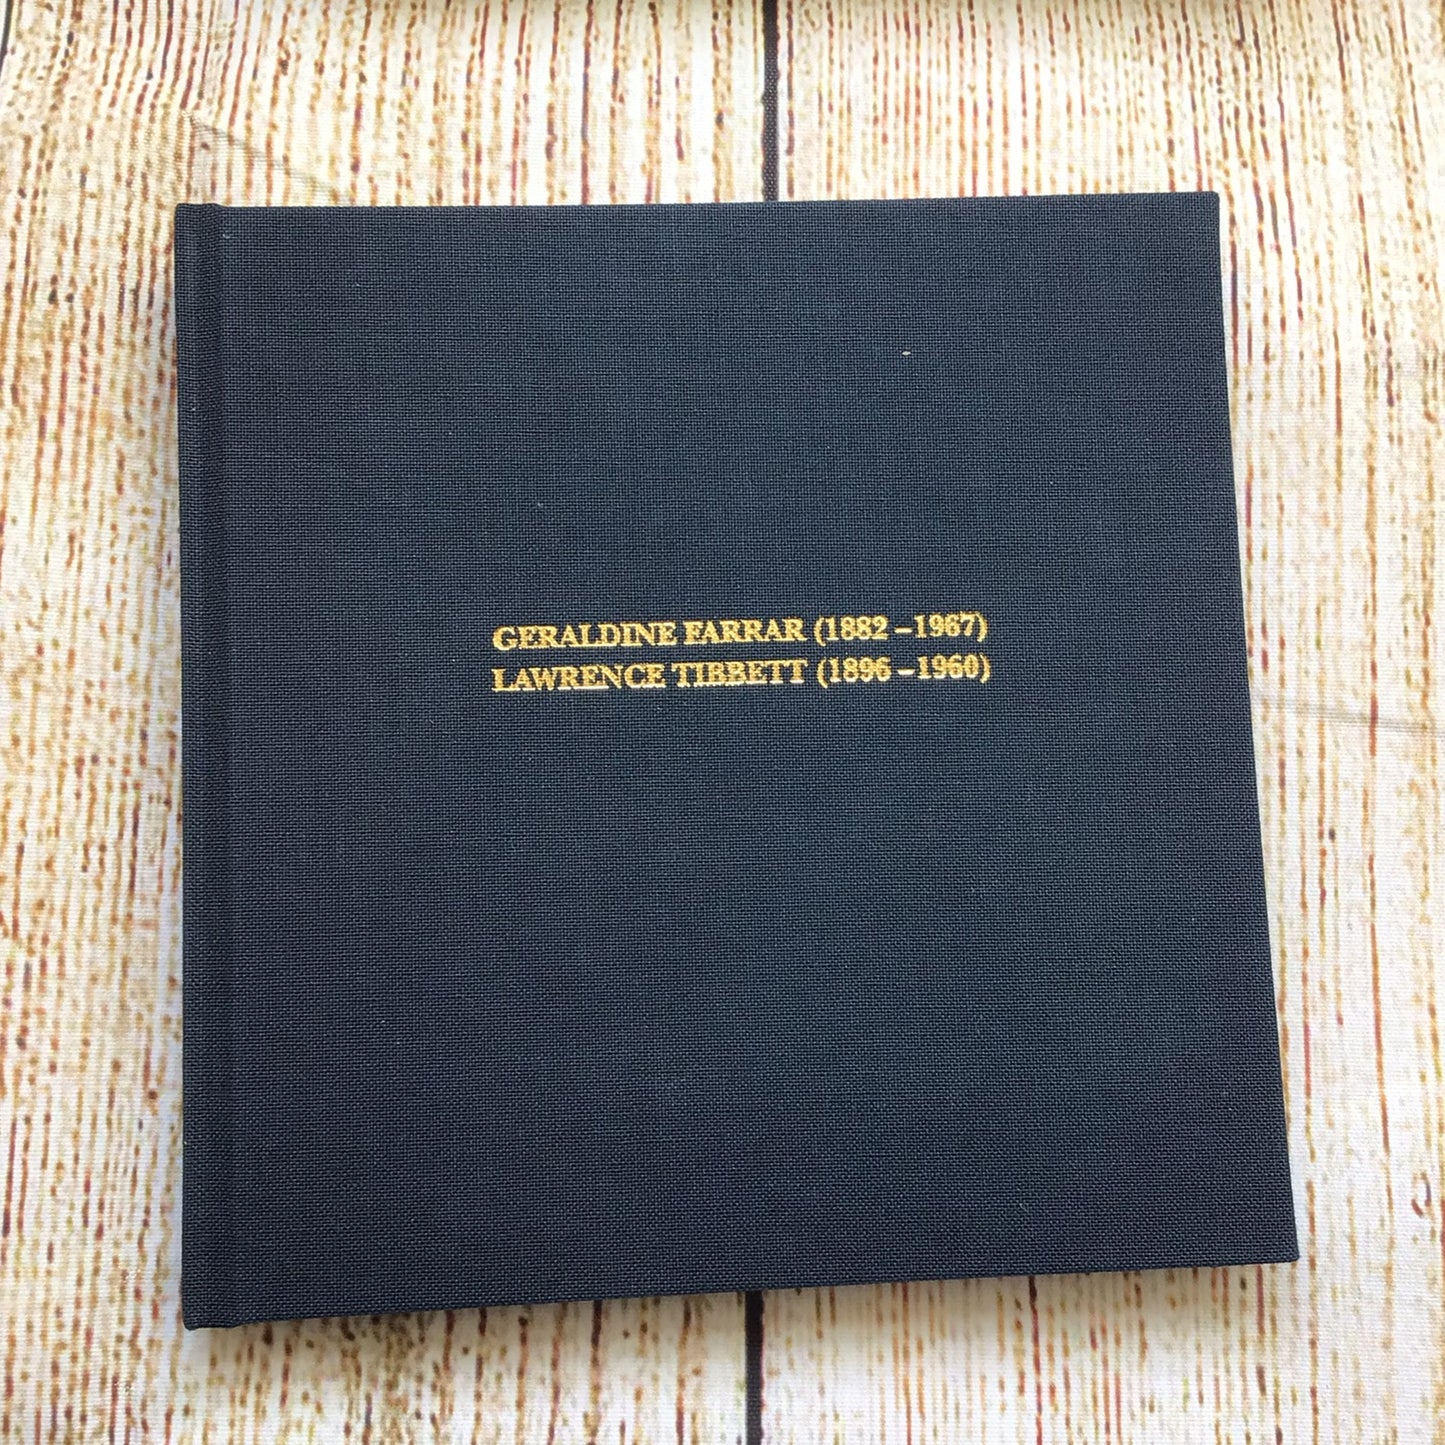 GERALDINE FARRAR (1882 – 1967)
LAWRENCE TIBBETT (1896 – 1960)